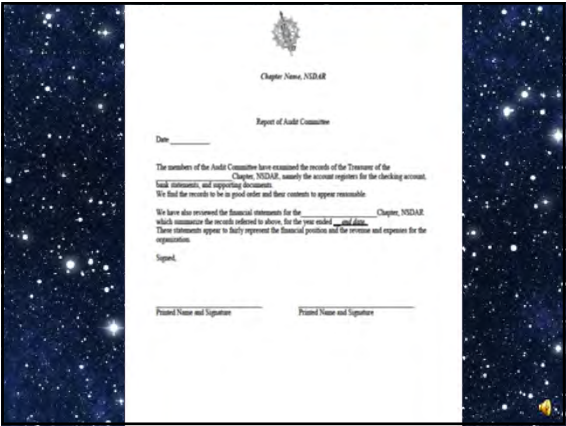 Chapter Name, NSDAR
Report of Audit Committee
Date __________
The members of the Audit Committee have examined the records of the Treasurer of the
____________________ Chapter, NSDAR, namely the account registers for the checking account,
bank statements, and supporting documents.
We find the records to be in good order and their contents to appear reasonable.
We have also reviewed the financial statements for the____________________Chapter, NSDAR
which summarize the records referred to above, for the year ended __end date__
These statements appear to fairly represent the financial position and the revenue and expenses for the
organization.
Signed,
Printed Name and Signature Printed Name and Signature